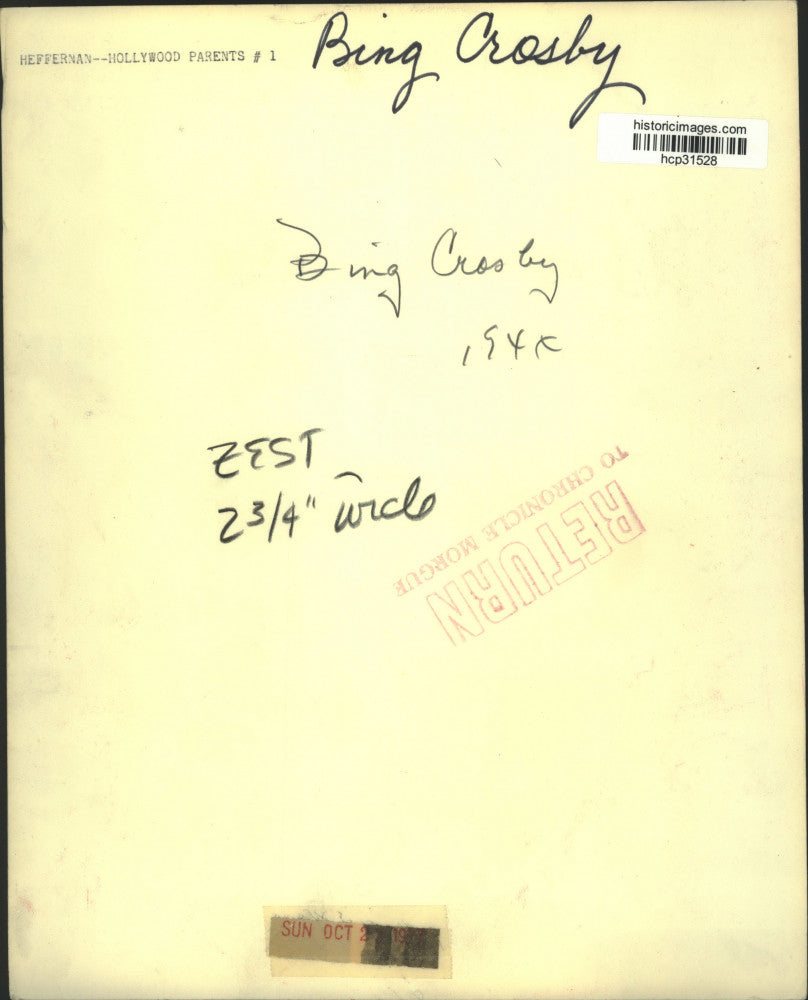 HEFFERNAN--HOLLYWOOD PARENTS # 1
Bing Crosby
historicimages.com
hcp31528
Bing Crosby
194x
ZEST
2 3/4" circle
RETURN
TO CHRONICLE MORGUE
SUN OCT 2